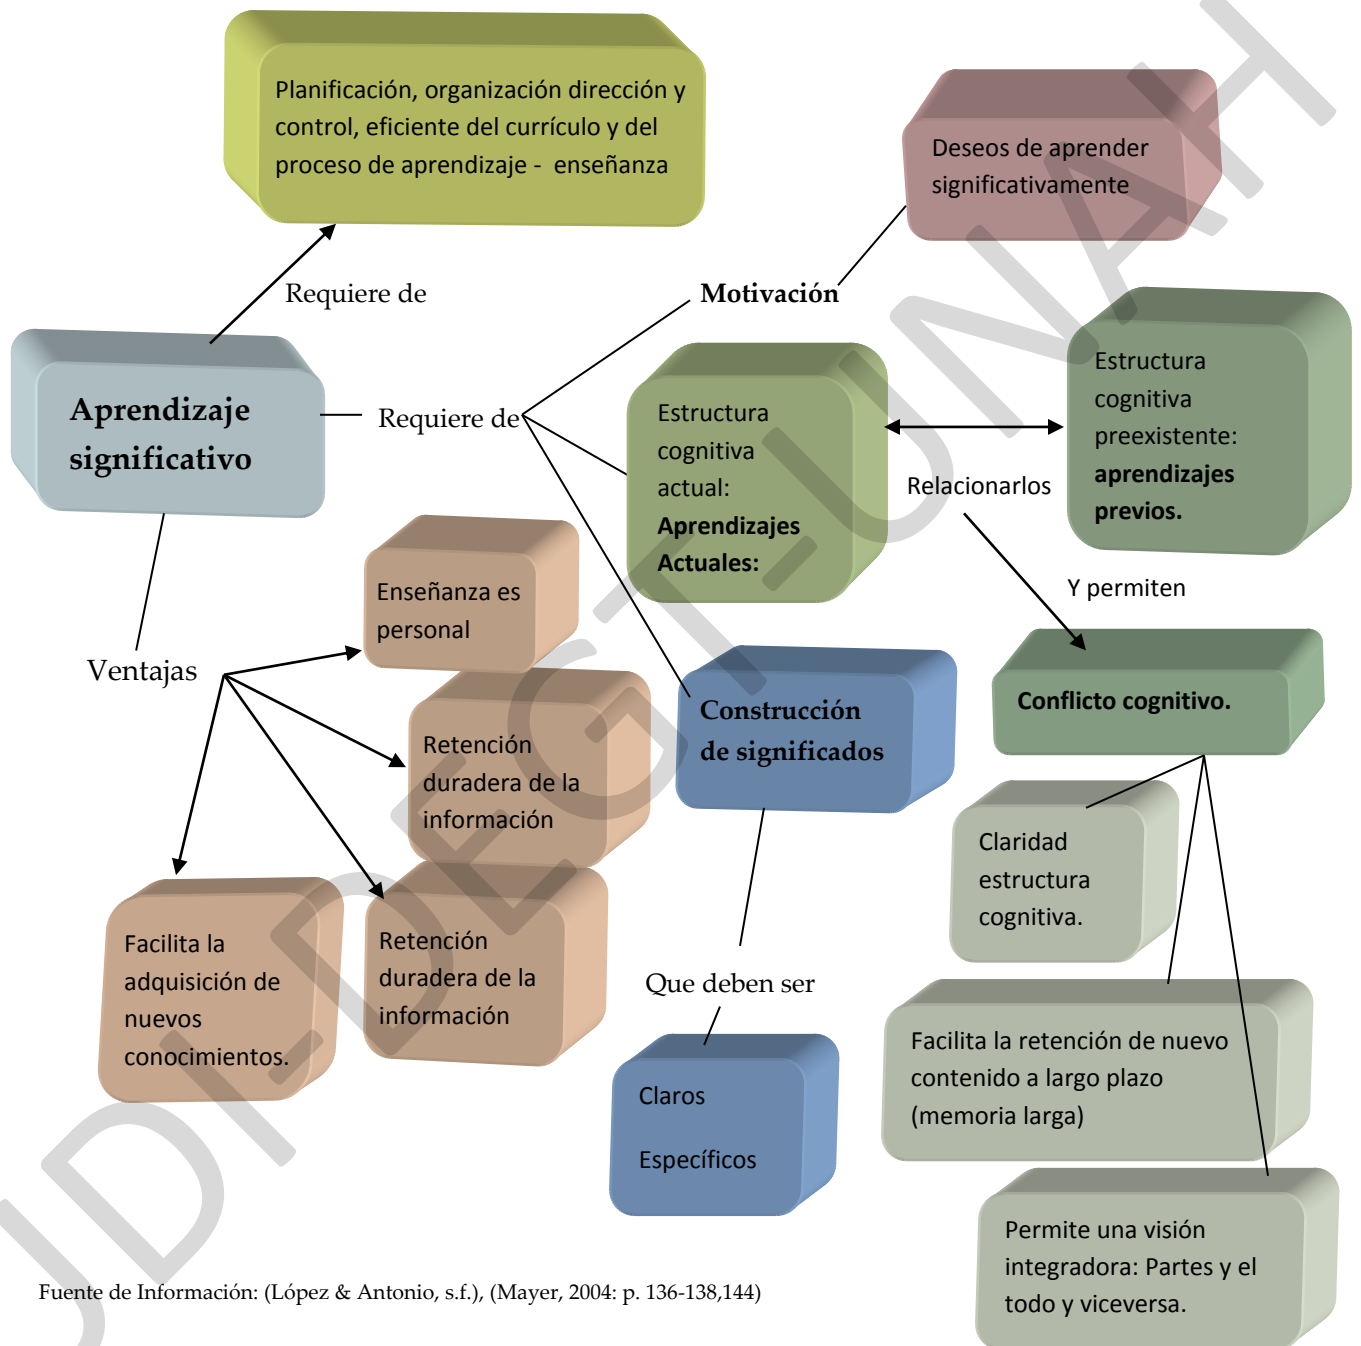 Planificación, organización dirección y
control, eficiente del currículo y del
proceso de aprendizaje - enseñanza
Deseos de aprender
significativamente
Requiere de
Motivación
Aprendizaje
significativo
Requiere de
Estructura
cognitiva
actual:
Aprendizajes
Actuales:
Relacionarlos
Estructura
cognitiva
preexistente:
aprendizajes
previos.
Y permiten
Enseñanza es
personal
Ventajas
Retención
duradera de la
información
Construcción
de significados
Conflicto cognitivo.
Claridad
estructura
cognitiva.
Facilita la
adquisición de
nuevos
conocimientos.
Retención
duradera de la
información
Que deben ser
Claros
Específicos
Facilita la retención de nuevo
contenido a largo plazo
(memoria larga)
Permite una visión
integradora: Partes y el
todo y viceversa.
Fuente de Información: (López & Antonio, s.f.), (Mayer, 2004: p. 136-138,144)
UDI-DEGT-UNAH